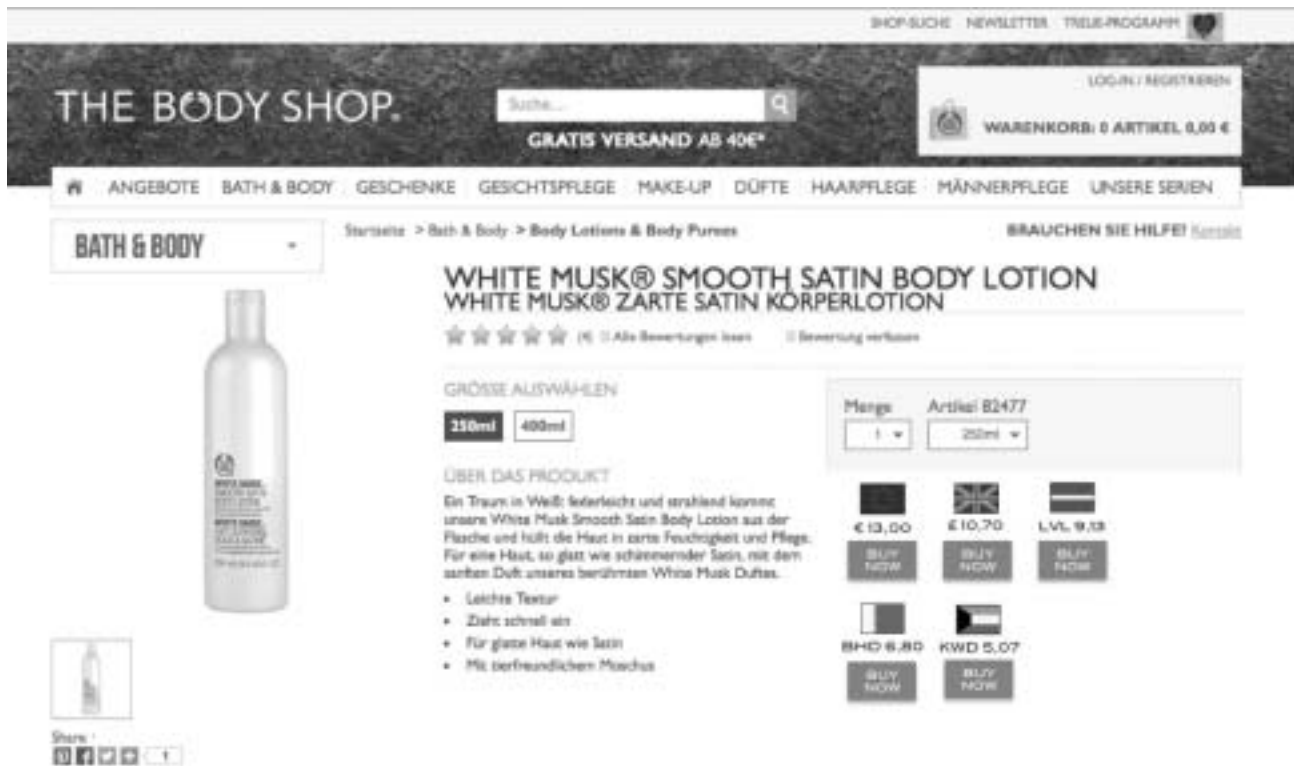 SHOP-SUCHE NEWSLETTER TREUE-PROGRAMM
LOG-IN / REGISTRIEREN
THE BODY SHOP®
Suche...
WARENKORB: 0 ARTIKEL 0,00 €
GRATIS VERSAND AB 40€*
ANGEBOTE BATH & BODY GESCHENKE GESICHTSPFLEGE MAKE-UP DÜFTE HAARPFLEGE MÄNNERPFLEGE UNSERE SERIEN
BATH & BODY
Startseite > Bath & Body > Body Lotions & Body Purees
BRAUCHEN SIE HILFE? Kontakt
WHITE MUSK® SMOOTH SATIN BODY LOTION
WHITE MUSK® ZARTE SATIN KÖRPERLOTION
(4) Alle Bewertungen lesen Bewertung verfassen
GRÖSSE AUSWÄHLEN
250ml 400ml
Menge Artikel 82477
1 250ml
ÜBER DAS PRODUKT
Ein Traum in Weiß: federleicht und strahlend kommt
unsere White Musk Smooth Satin Body Lotion aus der
Flasche und hüllt die Haut in zarte Feuchtigkeit und Pflege.
Für eine Haut, so glatt wie schimmernder Satin, mit dem
sanften Duft unseres berühmten White Musk Duftes.
Leichte Textur
Zieht schnell ein
Für glatte Haut wie Satin
Mit tierfreundlichem Moschus
€13,00 £10,70 LVL 9,13
BUY NOW BUY NOW BUY NOW
BHD 6,80 KWD 5,07
BUY NOW BUY NOW
WHITE MUSK
SMOOTH SATIN
BODY LOTION
Share
1